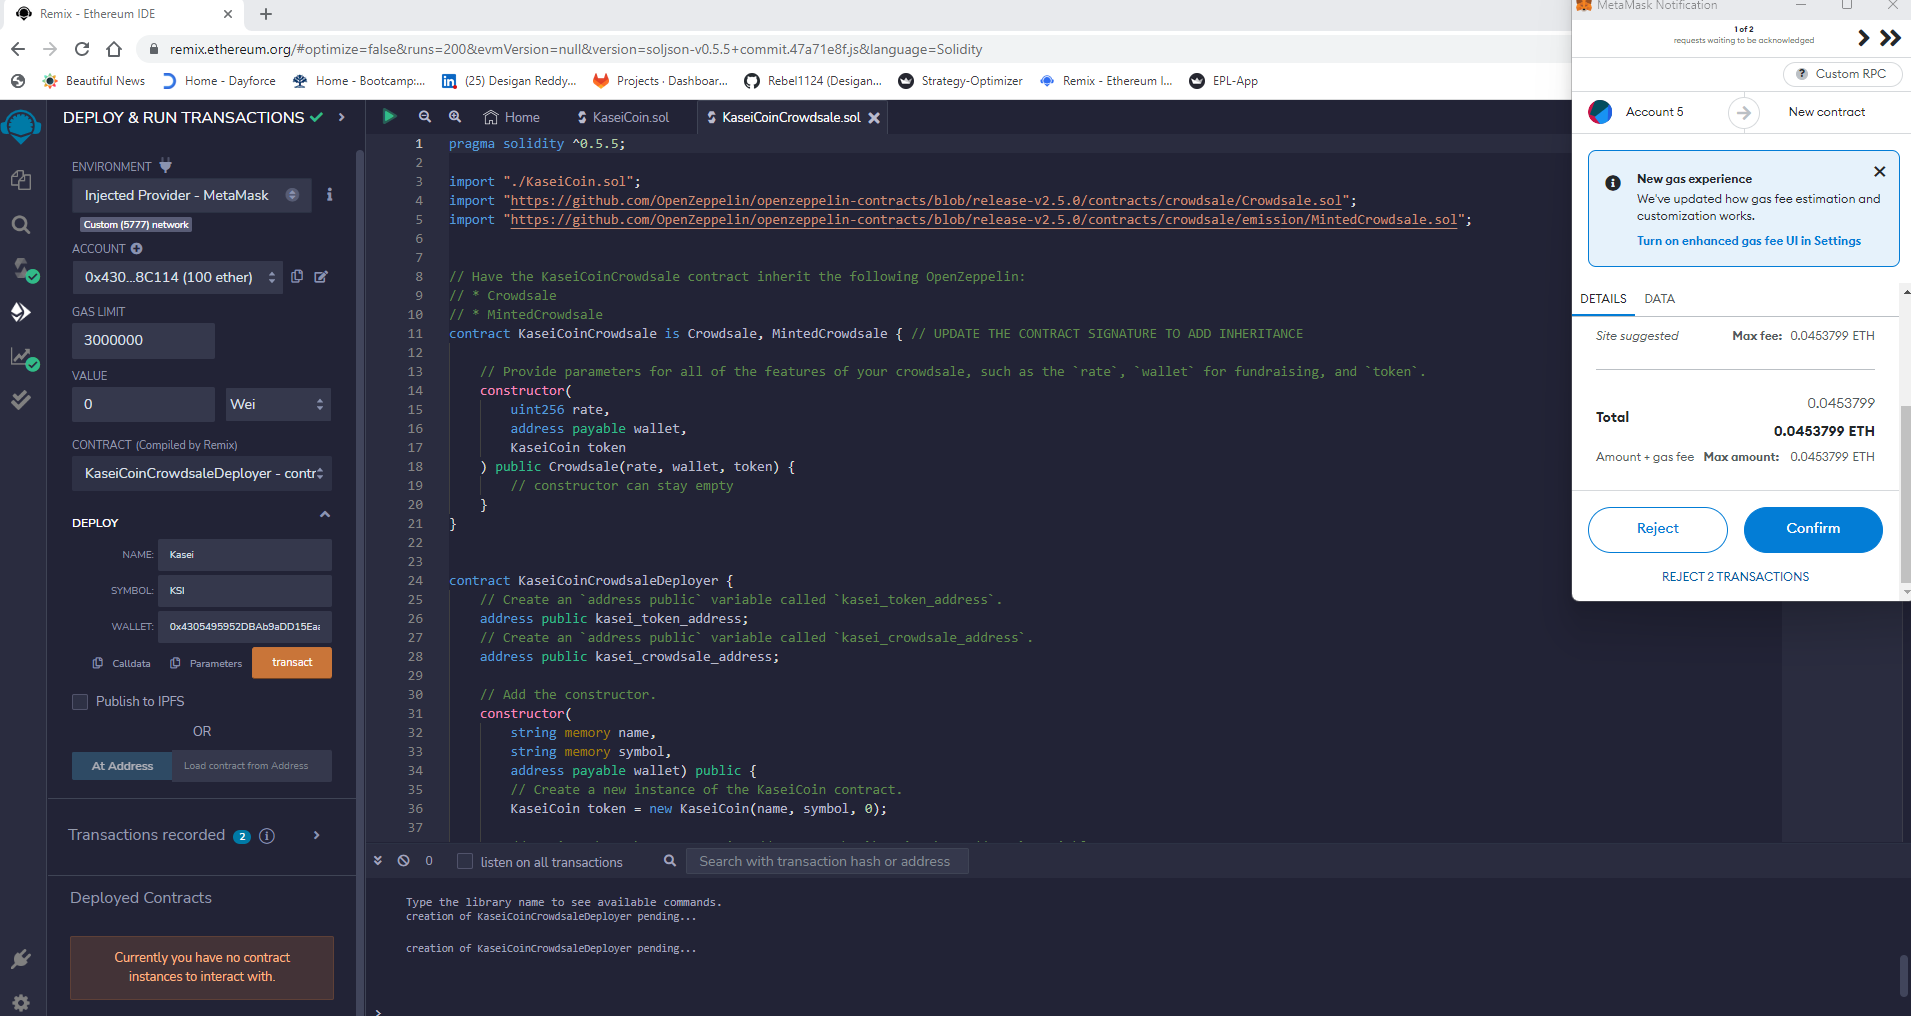 Remix - Ethereum IDE
remix.ethereum.org/#optimize=false&runs=200&evmVersion=null&version=soljson-v0.5.5+commit.47a71e8f.js&language=Solidity
Beautiful News
Home - Dayforce
Home - Bootcamp:...
(25) Desigan Reddy...
Projects · Dashboar...
Rebel1124 (Desigan...
Strategy-Optimizer
Remix - Ethereum I...
EPL-App
DEPLOY & RUN TRANSACTIONS
ENVIRONMENT
Injected Provider - MetaMask
Custom (5777) network
ACCOUNT
0x430...8C114 (100 ether)
GAS LIMIT
3000000
VALUE
0
Wei
CONTRACT (Compiled by Remix)
KaseiCoinCrowdsaleDeployer - contr
DEPLOY
NAME: Kasei
SYMBOL: KSI
WALLET: 0x4305495952DBAb9aDD15Eaa
Calldata
Parameters
transact
Publish to IPFS
OR
At Address
Load contract from Address
Transactions recorded 2
Deployed Contracts
Currently you have no contract
instances to interact with.
Home
KaseiCoin.sol
KaseiCoinCrowdsale.sol
1 pragma solidity ^0.5.5;
2
3 import "./KaseiCoin.sol";
4 import "https://github.com/OpenZeppelin/openzeppelin-contracts/blob/release-v2.5.0/contracts/crowdsale/Crowdsale.sol";
5 import "https://github.com/OpenZeppelin/openzeppelin-contracts/blob/release-v2.5.0/contracts/crowdsale/emission/MintedCrowdsale.sol";
6
7
8 // Have the KaseiCoinCrowdsale contract inherit the following OpenZeppelin:
9 // * Crowdsale
10 // * MintedCrowdsale
11 contract KaseiCoinCrowdsale is Crowdsale, MintedCrowdsale { // UPDATE THE CONTRACT SIGNATURE TO ADD INHERITANCE
12
13 // Provide parameters for all of the features of your crowdsale, such as the `rate`, `wallet` for fundraising, and `token`.
14 constructor(
15 uint256 rate,
16 address payable wallet,
17 KaseiCoin token
18 ) public Crowdsale(rate, wallet, token) {
19 // constructor can stay empty
20 }
21 }
22
23
24 contract KaseiCoinCrowdsaleDeployer {
25 // Create an `address public` variable called `kasei_token_address`.
26 address public kasei_token_address;
27 // Create an `address public` variable called `kasei_crowdsale_address`.
28 address public kasei_crowdsale_address;
29
30 // Add the constructor.
31 constructor(
32 string memory name,
33 string memory symbol,
34 address payable wallet) public {
35 // Create a new instance of the KaseiCoin contract.
36 KaseiCoin token = new KaseiCoin(name, symbol, 0);
37
0
listen on all transactions
Search with transaction hash or address
Type the library name to see available commands.
creation of KaseiCoinCrowdsaleDeployer pending...
creation of KaseiCoinCrowdsaleDeployer pending...
MetaMask Notification
1 of 2
requests waiting to be acknowledged
Custom RPC
Account 5
New contract
New gas experience
We've updated how gas fee estimation and
customization works.
Turn on enhanced gas fee UI in Settings
DETAILS
DATA
Site suggested
Max fee: 0.0453799 ETH
0.0453799
Total
0.0453799 ETH
Amount + gas fee Max amount: 0.0453799 ETH
Reject
Confirm
REJECT 2 TRANSACTIONS